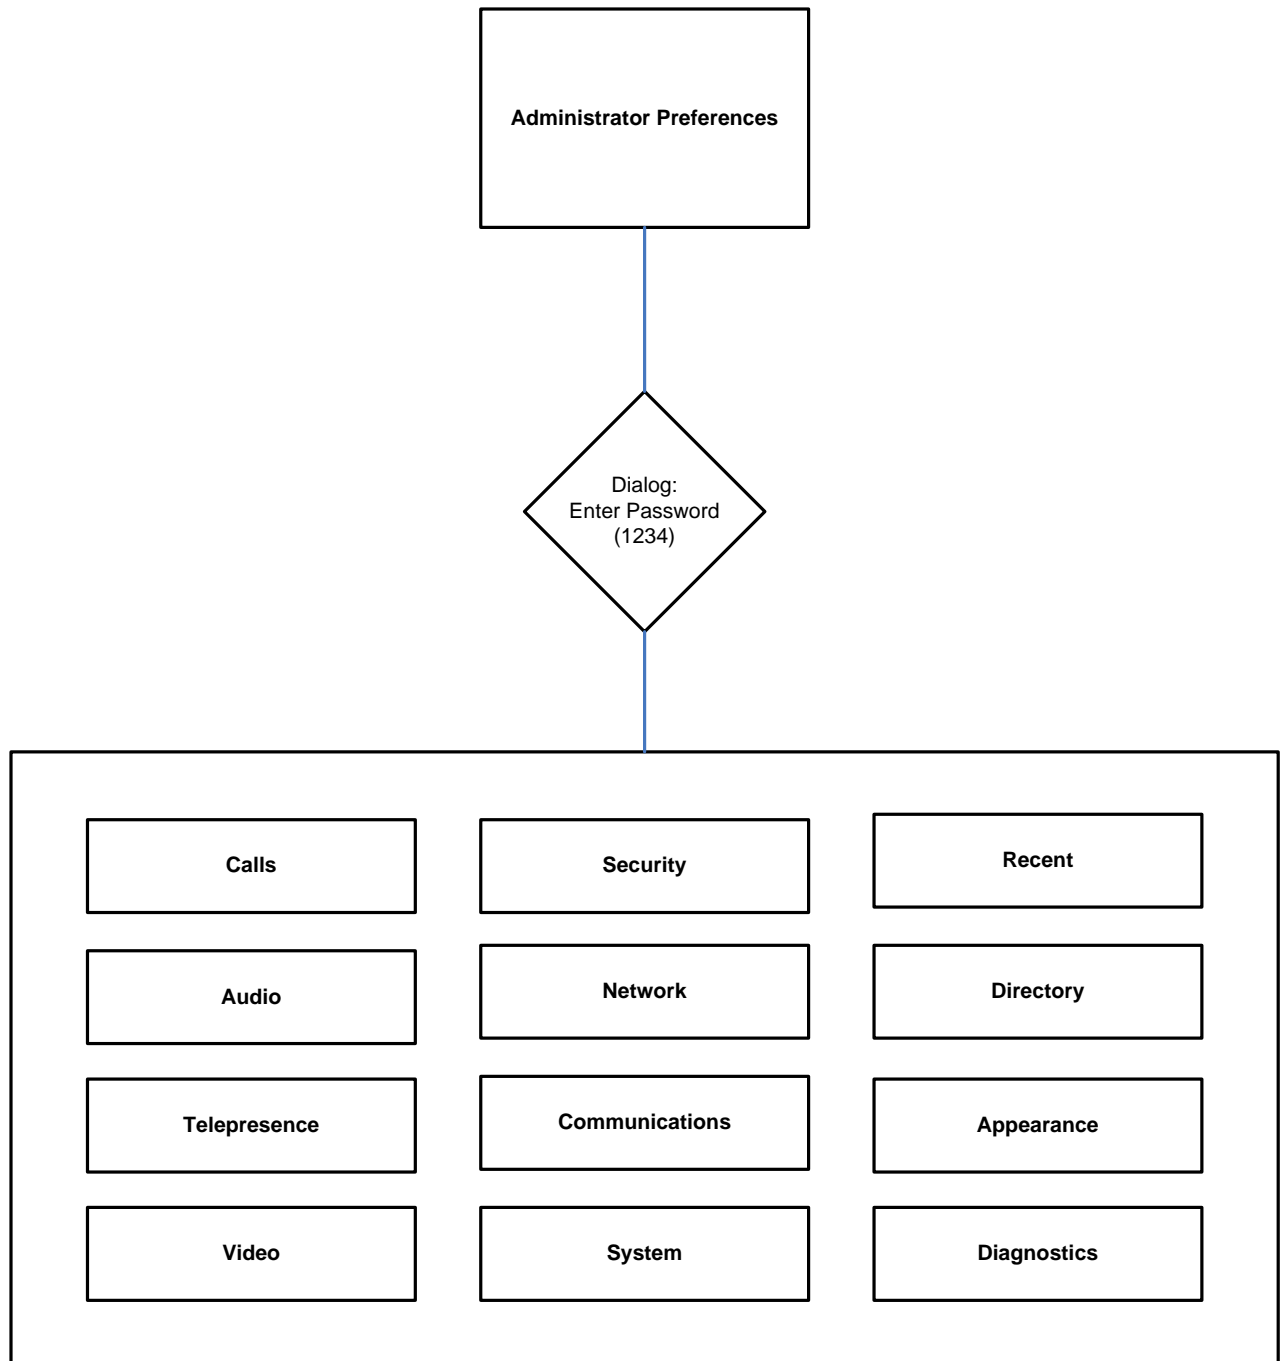 Administrator Preferences
Dialog:
Enter Password
(1234)
Calls
Security
Recent
Audio
Network
Directory
Telepresence
Communications
Appearance
Video
System
Diagnostics